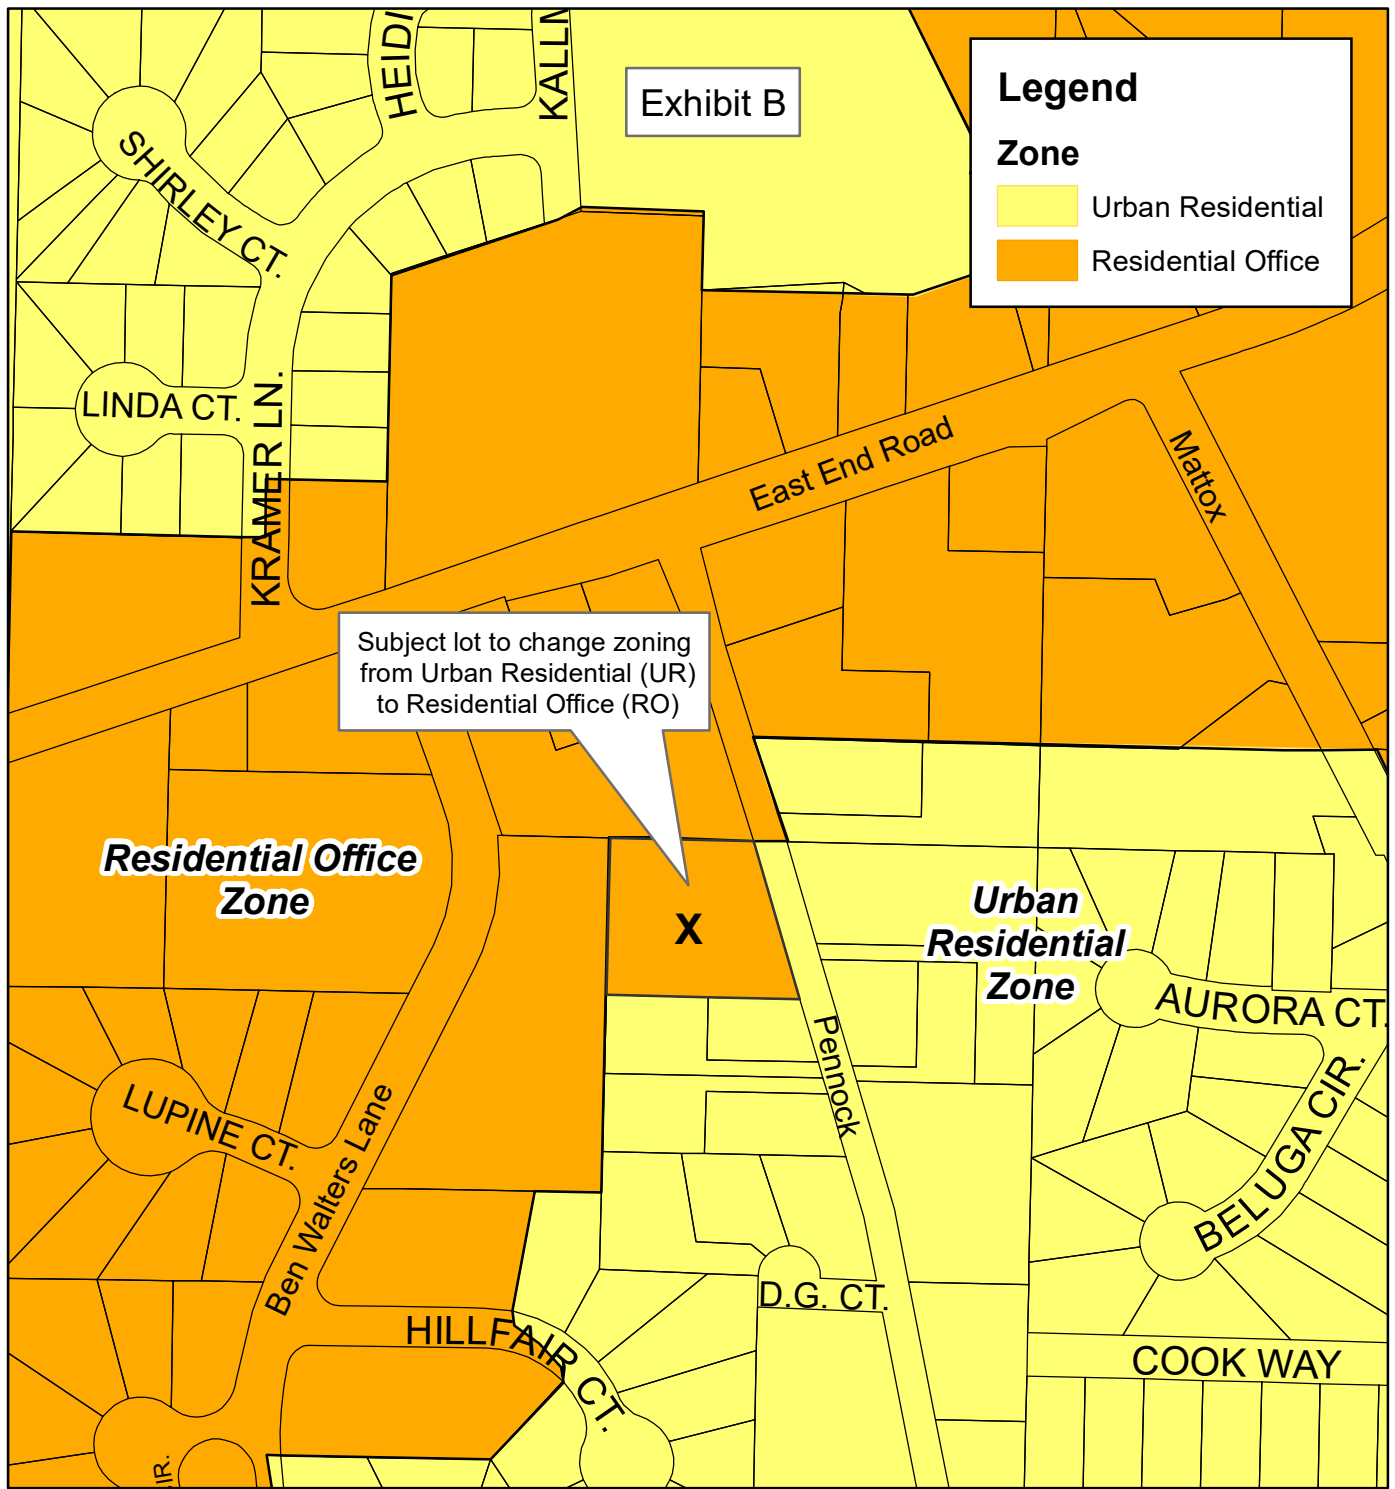 HEIDI
KALLN
Exhibit B
Legend
Zone
Urban Residential
Residential Office
SHIRLEY CT.
LINDA CT.
KRAMER LN.
East End Road
Mattox
Subject lot to change zoning
from Urban Residential (UR)
to Residential Office (RO)
Residential Office
Zone
X
Urban
Residential
Zone
AURORA CT.
Pennock
BELUGA CIR.
LUPINE CT.
Ben Walters Lane
D.G. CT.
HILLFAIR CT.
COOK WAY
IR.